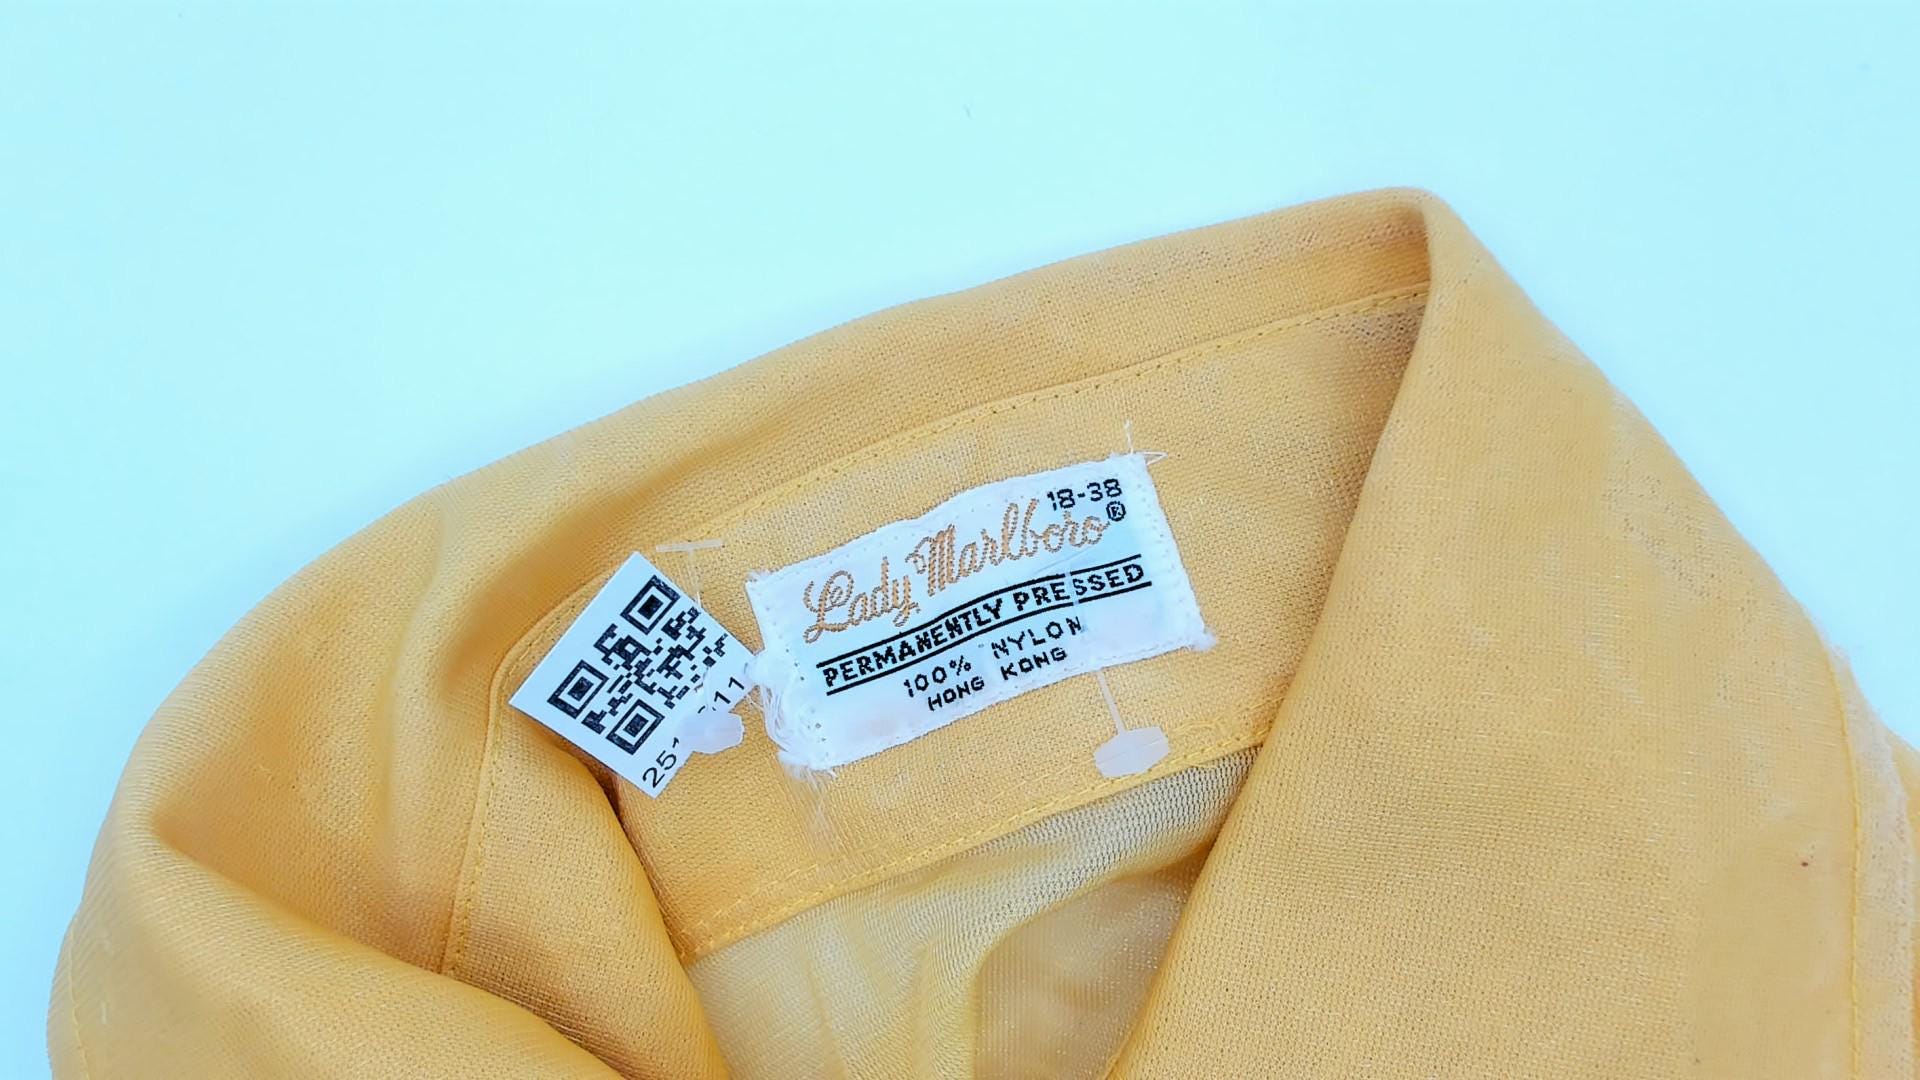 18-38
Lady Marlboro®
PERMANENTLY PRESSED
100% NYLON
HONG KONG